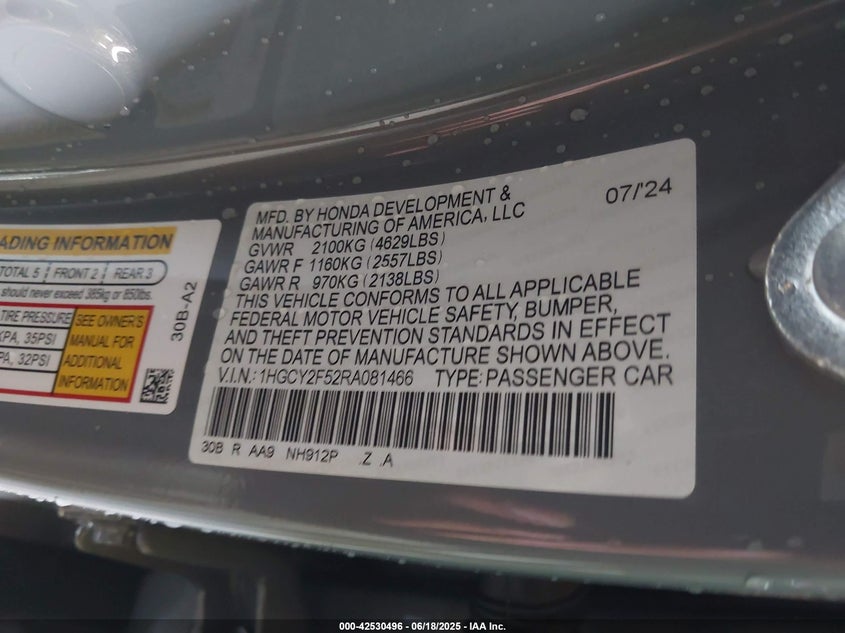 ADING INFORMATION
TOTAL 5 FRONT 2 REAR 3
should never exceed 385kg or 850lbs.
TIRE PRESSURE
KPA, 35PSI
PA, 32PSI
SEE OWNER'S
MANUAL FOR
ADDITIONAL
INFORMATION
30B-A2
MFD. BY HONDA DEVELOPMENT &
MANUFACTURING OF AMERICA, LLC
07/'24
GVWR 2100KG (4629LBS)
GAWR F 1160KG (2557LBS)
GAWR R 970KG (2138LBS)
THIS VEHICLE CONFORMS TO ALL APPLICABLE
FEDERAL MOTOR VEHICLE SAFETY, BUMPER,
AND THEFT PREVENTION STANDARDS IN EFFECT
ON THE DATE OF MANUFACTURE SHOWN ABOVE.
V.I.N.: 1HGCY2F52RA081466 TYPE: PASSENGER CAR
30B R AA9 NH912P .Z .A
000-42530496 - 06/18/2025 - IAA Inc.